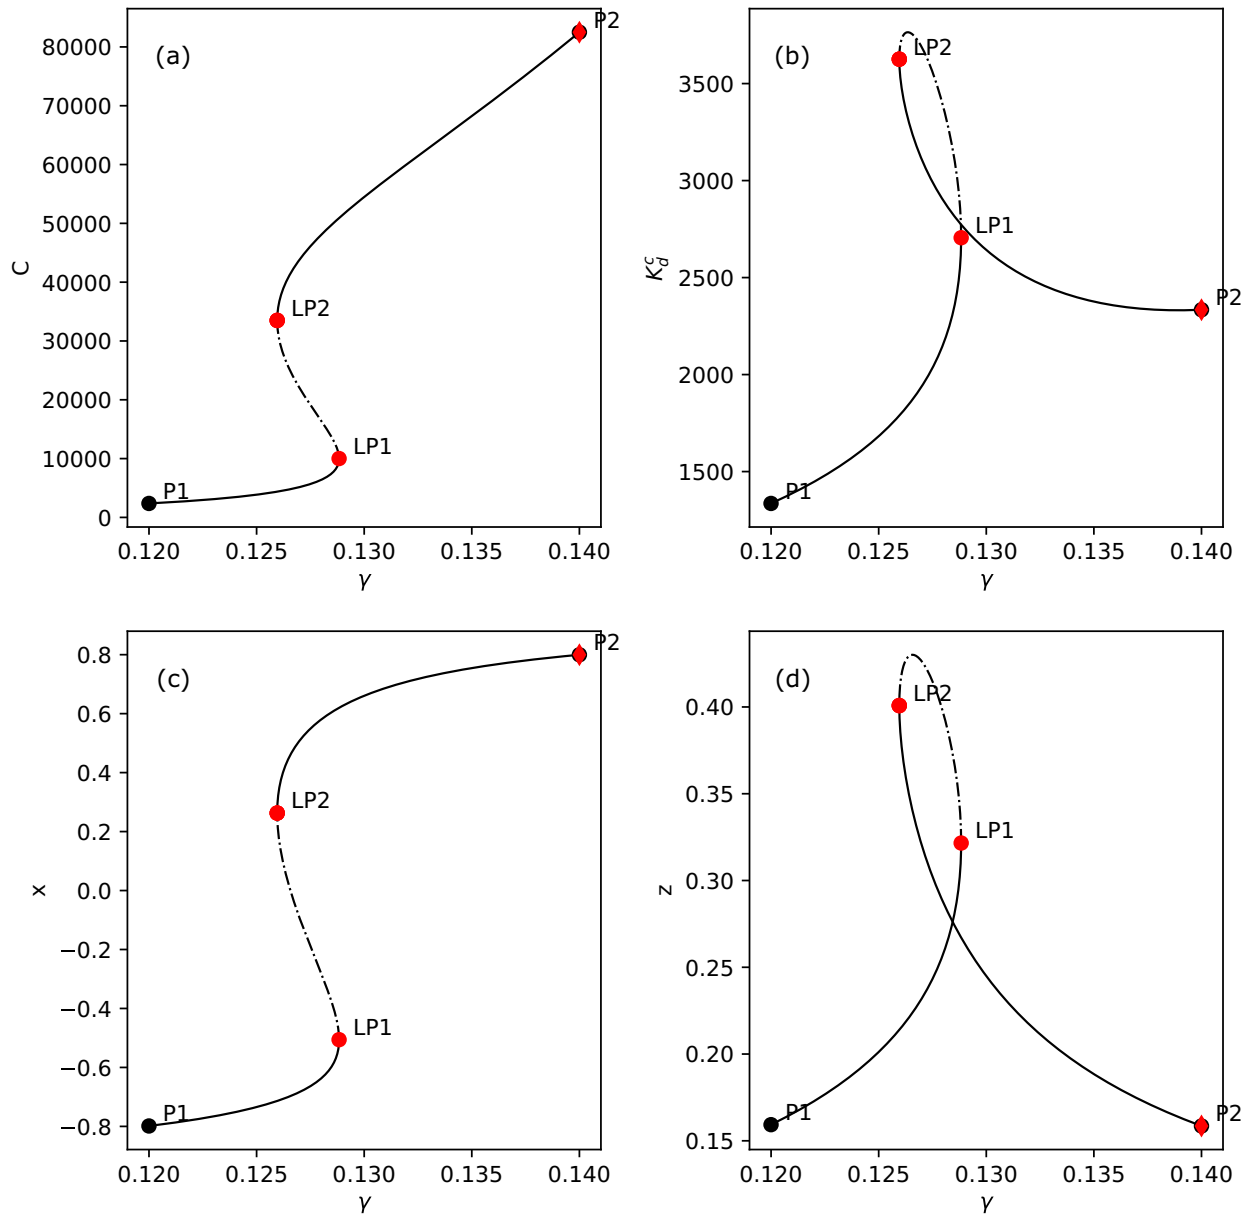 (a)
P2
LP2
LP1
P1
80000
70000
60000
50000
40000
30000
20000
10000
0
C
0.120 0.125 0.130 0.135 0.140
γ
(b)
LP2
LP1
P2
P1
3500
3000
2500
2000
1500
K_d^c
0.120 0.125 0.130 0.135 0.140
γ
(c)
P2
LP2
LP1
P1
0.8
0.6
0.4
0.2
0.0
−0.2
−0.4
−0.6
−0.8
x
0.120 0.125 0.130 0.135 0.140
γ
(d)
LP2
LP1
P1
P2
0.40
0.35
0.30
0.25
0.20
0.15
z
0.120 0.125 0.130 0.135 0.140
γ